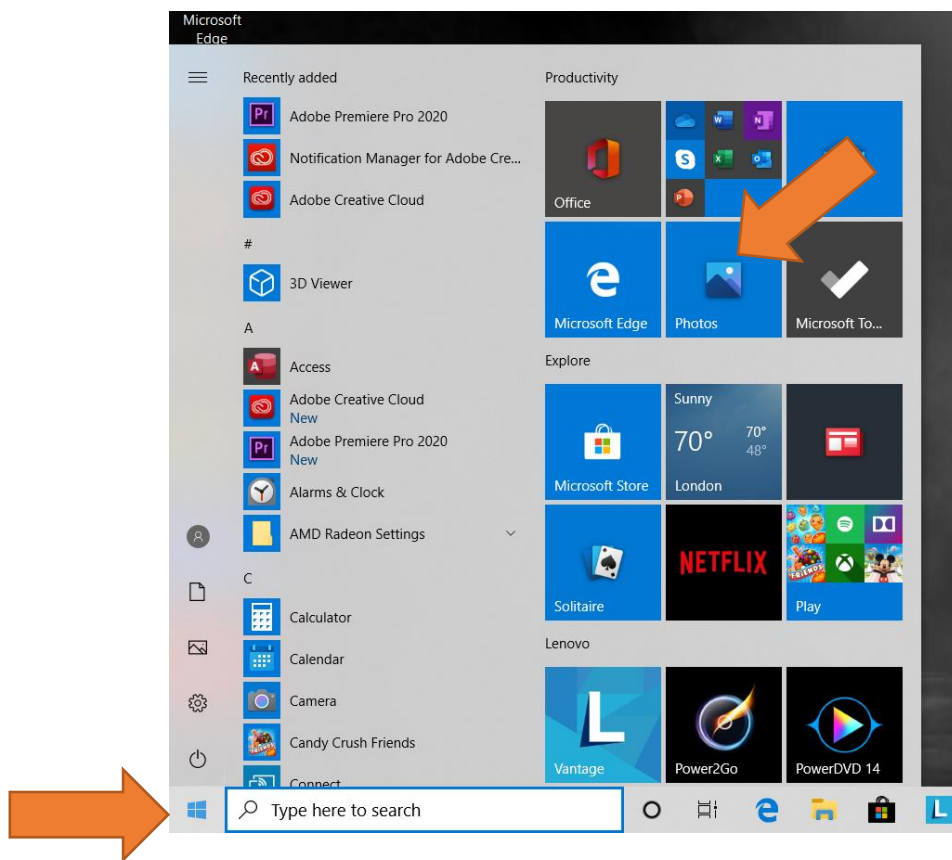 Microsoft
Edge
Recently added
Adobe Premiere Pro 2020
Notification Manager for Adobe Cre...
Adobe Creative Cloud
#
3D Viewer
A
Access
Adobe Creative Cloud
New
Adobe Premiere Pro 2020
New
Alarms & Clock
AMD Radeon Settings
C
Calculator
Calendar
Camera
Candy Crush Friends
Connect
Productivity
Office
Microsoft Edge
Photos
Microsoft To...
Explore
Microsoft Store
Sunny
70° 70°
48°
London
Solitaire
NETFLIX
Play
Lenovo
Vantage
Power2Go
PowerDVD 14
Type here to search